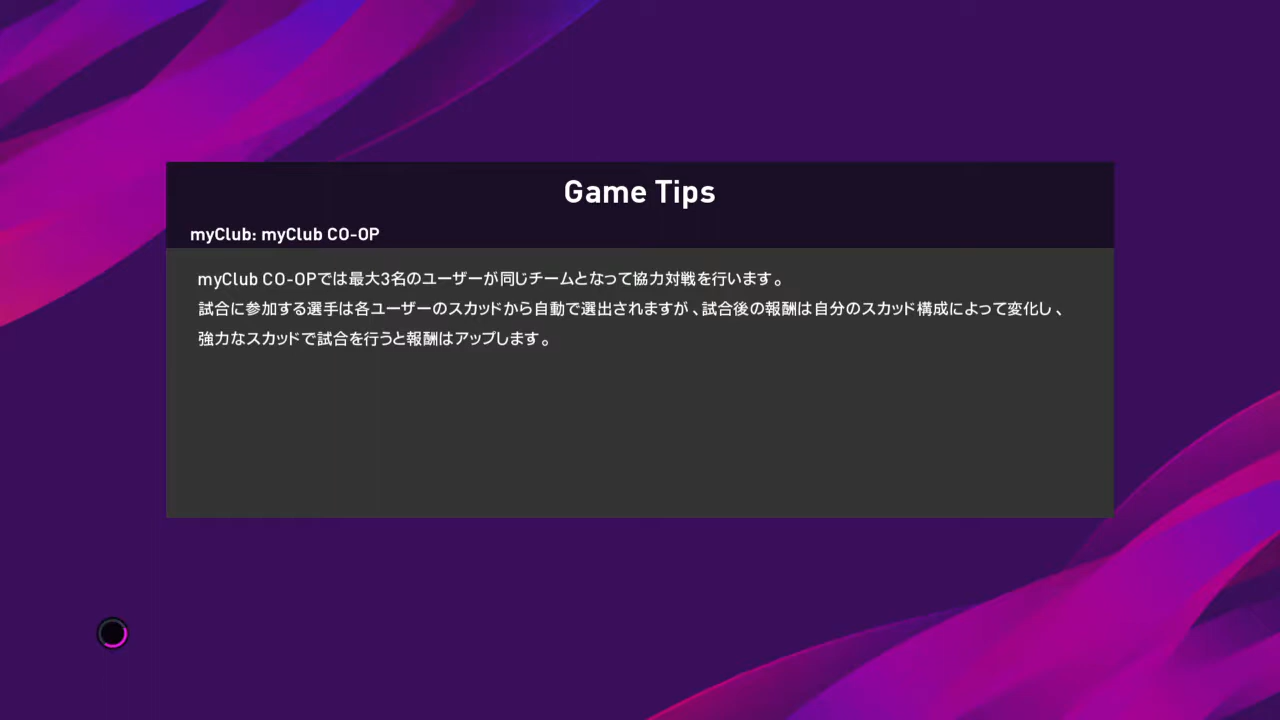 Game Tips
myClub: myClub CO-OP
myClub CO-OPでは最大3名のユーザーが同じチームとなって協力対戦を行います。
試合に参加する選手は各ユーザーのスカッドから自動で選出されますが、試合後の報酬は自分のスカッド構成によって変化し、
強力なスカッドで試合を行うと報酬はアップします。